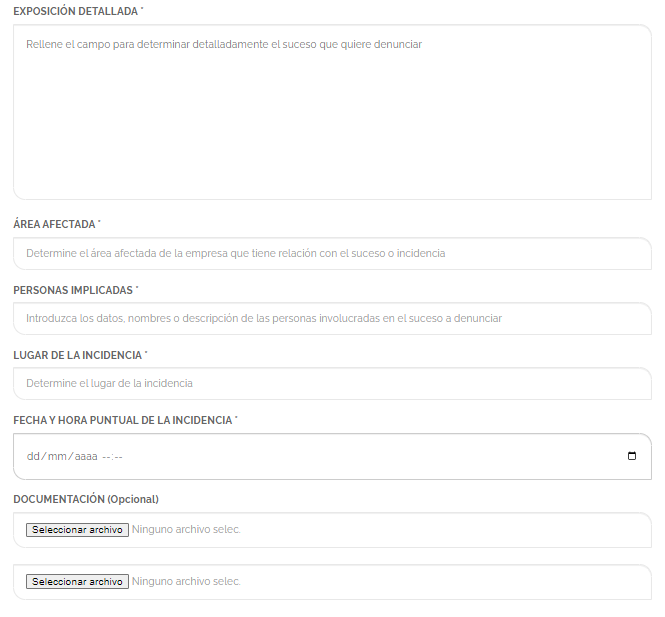 EXPOSICIÓN DETALLADA *
Rellene el campo para determinar detalladamente el suceso que quiere denunciar
ÁREA AFECTADA *
Determine el área afectada de la empresa que tiene relación con el suceso o incidencia
PERSONAS IMPLICADAS *
Introduzca los datos, nombres o descripción de las personas involucradas en el suceso a denunciar
LUGAR DE LA INCIDENCIA *
Determine el lugar de la incidencia
FECHA Y HORA PUNTUAL DE LA INCIDENCIA *
dd/mm/aaaa --:--
DOCUMENTACIÓN (Opcional)
Seleccionar archivo Ninguno archivo selec.
Seleccionar archivo Ninguno archivo selec.